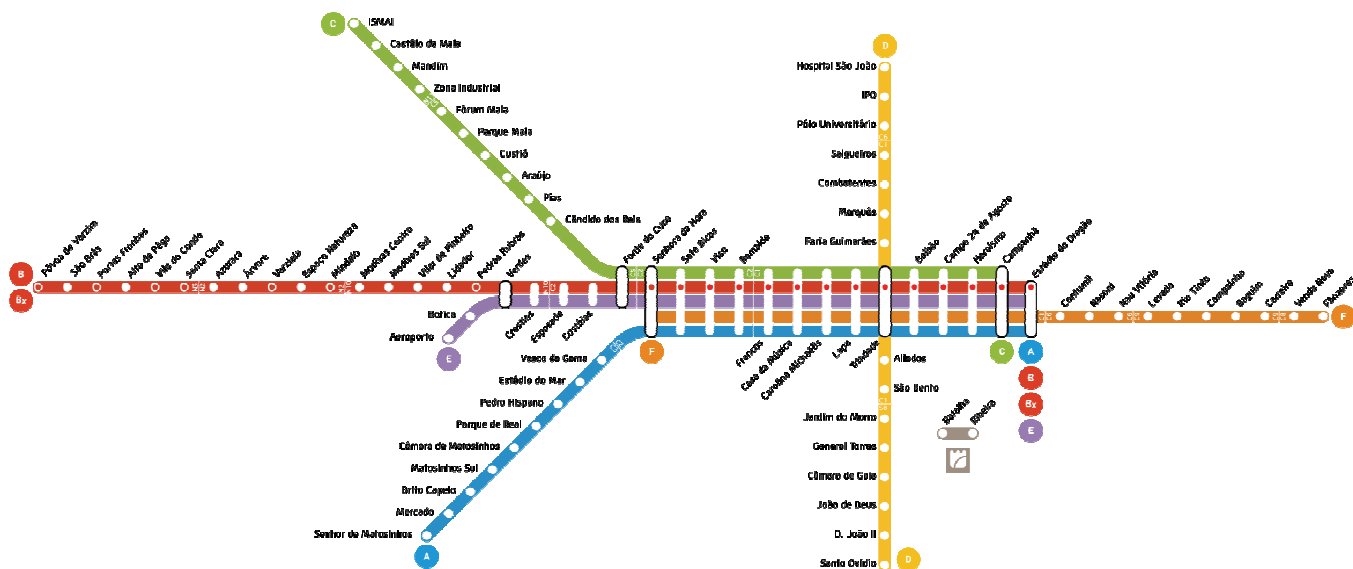 C
ISMAI
Castêlo da Maia
Mandim
Zona Industrial
Fórum Maia
Parque Maia
Custió
Araújo
Pias
Cândido dos Reis
D
Hospital São João
IPO
Pólo Universitário
Salgueiros
Combatentes
Marquês
Faria Guimarães
B
Bx
Póvoa de Varzim
São Brás
Portas Fronhas
Alto de Pêga
Vila do Conde
Santa Clara
Azurara
Árvore
Varziela
Espaço Natureza
Mindelo
Modivas Centro
Modivas Sul
Vilar do Pinheiro
Lidador
Pedras Rubras
Verdes
Fonte do Cuco
Senhora da Hora
Sete Bicas
Viso
Ramalde
Bolhão
Campo 24 de Agosto
Heroísmo
Campanhã
Estádio do Dragão
Contumil
Nasoni
Nau Vitória
Levada
Rio Tinto
Campainha
Baguim
Carreira
Venda Nova
Fânzeres
F
Botica
Aeroporto
E
Crestins
Esposade
Custóias
F
Francos
Casa da Música
Carolina Michaëlis
Lapa
Trindade
C
A
B
Bx
E
Vasco da Gama
Estádio do Mar
Pedro Hispano
Parque de Real
Câmara de Matosinhos
Matosinhos Sul
Brito Capelo
Mercado
Senhor de Matosinhos
A
Aliados
São Bento
Jardim do Morro
General Torres
Câmara de Gaia
João de Deus
D. João II
Santo Ovídio
D
Batalha
Ribeira